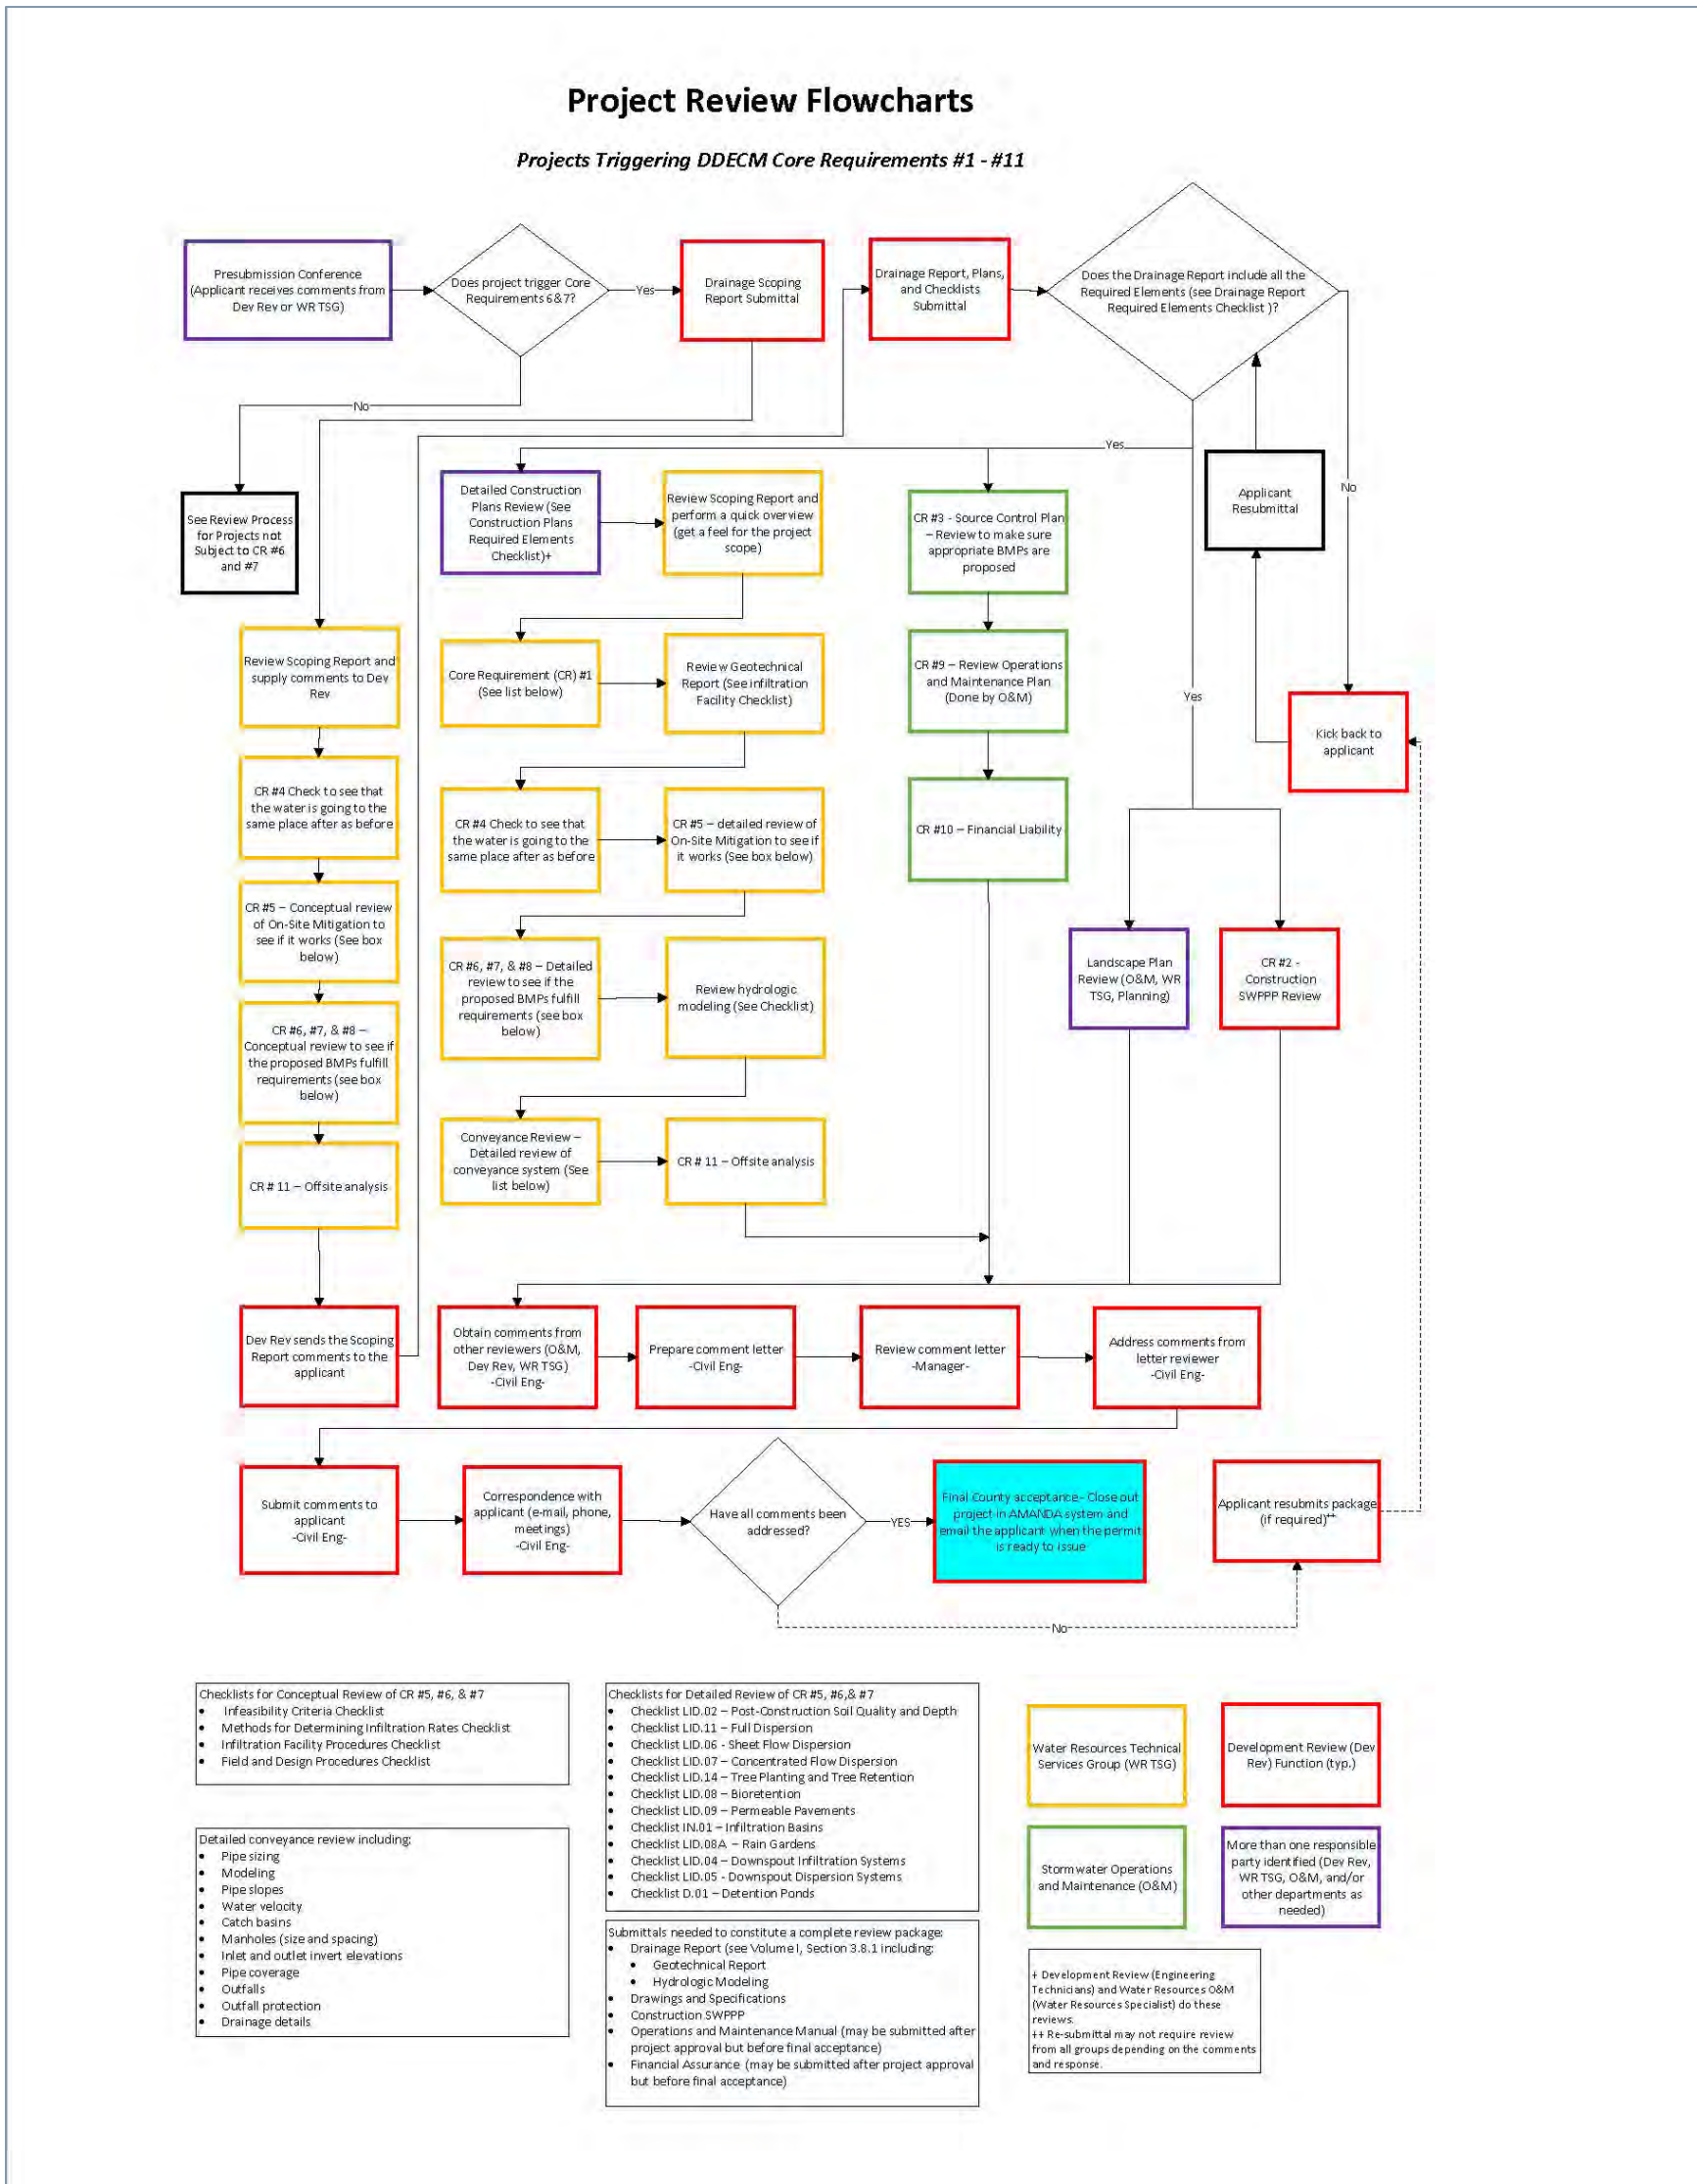 Project Review Flowcharts
Projects Triggering DDECM Core Requirements #1 - #11
Presubmission Conference
(Applicant receives comments from
Dev Rev or WR TSG)
Does project trigger Core
Requirements 6&7?
Yes
Drainage Scoping
Report Submittal
Drainage Report, Plans,
and Checklists
Submittal
Does the Drainage Report include all the
Required Elements (see Drainage Report
Required Elements Checklist )?
No
Yes
No
Yes
See Review Process
for Projects not
Subject to CR #6
and #7
Detailed Construction
Plans Review (See
Construction Plans
Required Elements
Checklist)+
Review Scoping Report and
perform a quick overview
(get a feel for the project
scope)
CR #3 - Source Control Plan
– Review to make sure
appropriate BMPs are
proposed
Applicant
Resubmittal
Review Scoping Report and
supply comments to Dev
Rev
Core Requirement (CR) #1
(See list below)
Review Geotechnical
Report (See infiltration
Facility Checklist)
CR #9 – Review Operations
and Maintenance Plan
(Done by O&M)
Kick back to
applicant
CR #4 Check to see that
the water is going to the
same place after as before
CR #4 Check to see that
the water is going to the
same place after as before
CR #5 – detailed review of
On-Site Mitigation to see if
it works (See box below)
CR #10 – Financial Liability
CR #5 – Conceptual review
of On-Site Mitigation to
see if it works (See box
below)
CR #6, #7, & #8 – Detailed
review to see if the
proposed BMPs fulfill
requirements (see box
below)
Review hydrologic
modeling (See Checklist)
Landscape Plan
Review (O&M, WR
TSG, Planning)
CR #2 -
Construction
SWPPP Review
CR #6, #7, & #8 –
Conceptual review to see if
the proposed BMPs fulfill
requirements (see box
below)
Conveyance Review –
Detailed review of
conveyance system (See
list below)
CR # 11 – Offsite analysis
CR # 11 – Offsite analysis
Dev Rev sends the Scoping
Report comments to the
applicant
Obtain comments from
other reviewers (O&M,
Dev Rev, WR TSG)
-Civil Eng-
Prepare comment letter
-Civil Eng-
Review comment letter
-Manager-
Address comments from
letter reviewer
-Civil Eng-
Submit comments to
applicant
-Civil Eng-
Correspondence with
applicant (e-mail, phone,
meetings)
-Civil Eng-
Have all comments been
addressed?
YES
Final County acceptance - Close out
project in AMANDA system and
email the applicant when the permit
is ready to issue
Applicant resubmits package
(if required)++
No
Checklists for Conceptual Review of CR #5, #6, & #7
• Infeasibility Criteria Checklist
• Methods for Determining Infiltration Rates Checklist
• Infiltration Facility Procedures Checklist
• Field and Design Procedures Checklist
Detailed conveyance review including:
• Pipe sizing
• Modeling
• Pipe slopes
• Water velocity
• Catch basins
• Manholes (size and spacing)
• Inlet and outlet invert elevations
• Pipe coverage
• Outfalls
• Outfall protection
• Drainage details
Checklists for Detailed Review of CR #5, #6,& #7
• Checklist LID.02 – Post-Construction Soil Quality and Depth
• Checklist LID.11 – Full Dispersion
• Checklist LID.06 - Sheet Flow Dispersion
• Checklist LID.07 – Concentrated Flow Dispersion
• Checklist LID.14 – Tree Planting and Tree Retention
• Checklist LID.08 – Bioretention
• Checklist LID.09 – Permeable Pavements
• Checklist IN.01 – Infiltration Basins
• Checklist LID.08A – Rain Gardens
• Checklist LID.04 – Downspout Infiltration Systems
• Checklist LID.05 - Downspout Dispersion Systems
• Checklist D.01 – Detention Ponds
Submittals needed to constitute a complete review package:
• Drainage Report (see Volume I, Section 3.8.1 including:
• Geotechnical Report
• Hydrologic Modeling
• Drawings and Specifications
• Construction SWPPP
• Operations and Maintenance Manual (may be submitted after
project approval but before final acceptance)
• Financial Assurance (may be submitted after project approval
but before final acceptance)
Water Resources Technical
Services Group (WR TSG)
Development Review (Dev
Rev) Function (typ.)
Stormwater Operations
and Maintenance (O&M)
More than one responsible
party identified (Dev Rev,
WR TSG, O&M, and/or
other departments as
needed)
+ Development Review (Engineering
Technicians) and Water Resources O&M
(Water Resources Specialist) do these
reviews.
++ Re-submittal may not require review
from all groups depending on the comments
and response.